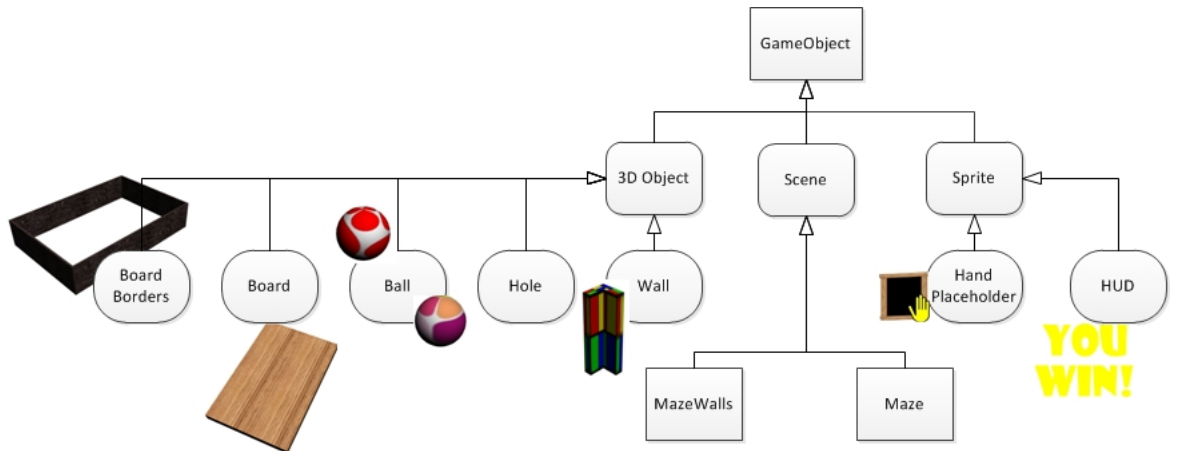 GameObject
3D Object
Scene
Sprite
Board
Borders
Board
Ball
Hole
Wall
Hand
Placeholder
HUD
YOU
WIN!
MazeWalls
Maze